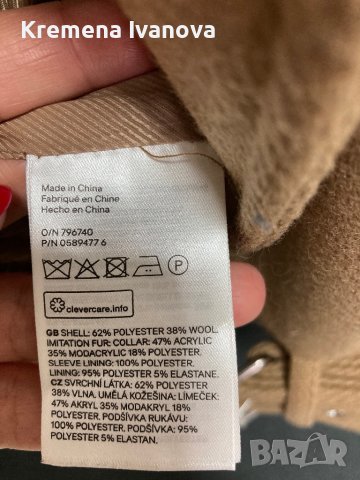 Kremena Ivanova
Made in China
Fabriqué en Chine
Hecho en China
O/N 796740
P/N 0589477 6
P
clevercare.info
GB SHELL: 62% POLYESTER 38% WOOL.
IMITATION FUR: COLLAR: 47% ACRYLIC
35% MODACRYLIC 18% POLYESTER.
SLEEVE LINING: 100% POLYESTER.
LINING: 95% POLYESTER 5% ELASTANE.
CZ SVRCHNÍ LÁTKA: 62% POLYESTER
38% VLNA. UMĚLÁ KOŽEŠINA: LÍMEČEK:
47% AKRYL 35% MODAKRYL 18%
POLYESTER. PODŠÍVKA RUKÁVU:
100% POLYESTER. PODŠÍVKA: 95%
POLYESTER 5% ELASTAN.
BAZAR